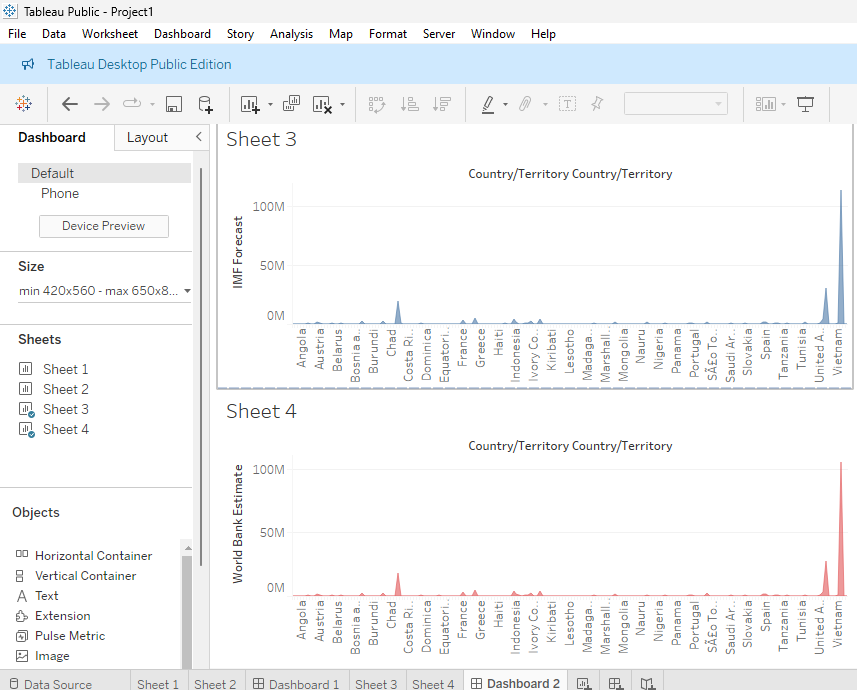 Tableau Public - Project1
File Data Worksheet Dashboard Story Analysis Map Format Server Window Help
Tableau Desktop Public Edition
Dashboard Layout
Default
Phone
Device Preview
Size
min 420x560 - max 650x8...
Sheets
Sheet 1
Sheet 2
Sheet 3
Sheet 4
Objects
Horizontal Container
Vertical Container
Text
Extension
Pulse Metric
Image
Sheet 3
Country/Territory Country/Territory
IMF Forecast
100M
50M
0M
Angola
Austria
Belarus
Bosnia a..
Burundi
Chad
Costa Ri..
Dominica
Equatori..
France
Greece
Haiti
Indonesia
Ivory Co..
Kiribati
Lesotho
Madaga..
Marshall..
Mongolia
Nauru
Nigeria
Panama
Portugal
SÃ£o To..
Saudi Ar..
Slovakia
Spain
Tanzania
Tunisia
United A..
Vietnam
Sheet 4
Country/Territory Country/Territory
World Bank Estimate
100M
50M
0M
Angola
Austria
Belarus
Bosnia a..
Burundi
Chad
Costa Ri..
Dominica
Equatori..
France
Greece
Haiti
Indonesia
Ivory Co..
Kiribati
Lesotho
Madaga..
Marshall..
Mongolia
Nauru
Nigeria
Panama
Portugal
SÃ£o To..
Saudi Ar..
Slovakia
Spain
Tanzania
Tunisia
United A..
Vietnam
Data Source Sheet 1 Sheet 2 Dashboard 1 Sheet 3 Sheet 4 Dashboard 2